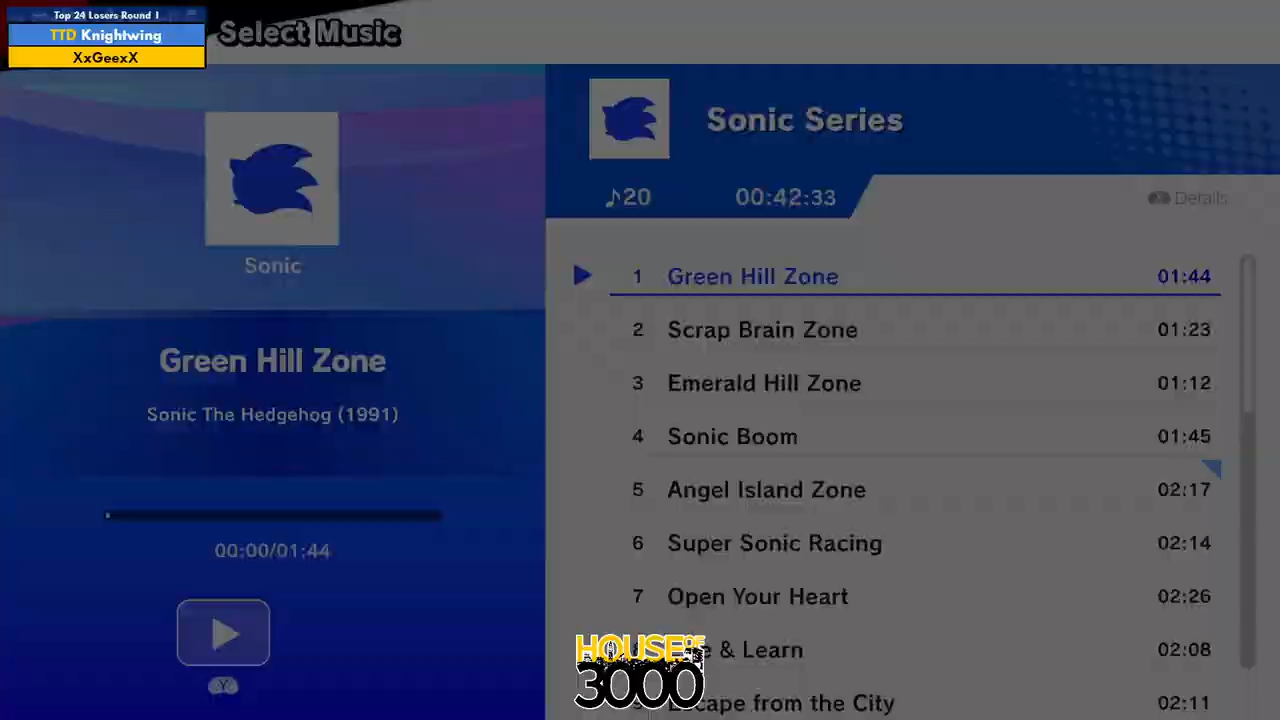 Top 24 Losers Round 1
TTD Knightwing
XxGeexX
Select Music
Sonic
Green Hill Zone
Sonic The Hedgehog (1991)
00:00/01:44
Y
Sonic Series
♪20 00:42:33
Details
1 Green Hill Zone 01:44
2 Scrap Brain Zone 01:23
3 Emerald Hill Zone 01:12
4 Sonic Boom 01:45
5 Angel Island Zone 02:17
6 Super Sonic Racing 02:14
7 Open Your Heart 02:26
& Learn 02:08
from the City 02:11
HOUSE OF
3000